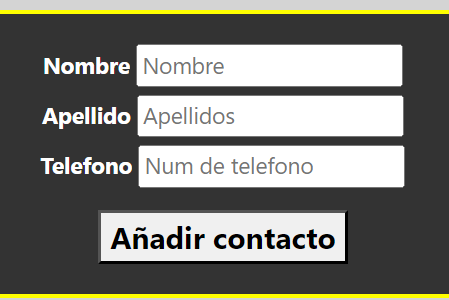 Nombre Nombre
Apellido Apellidos
Telefono Num de telefono
Añadir contacto